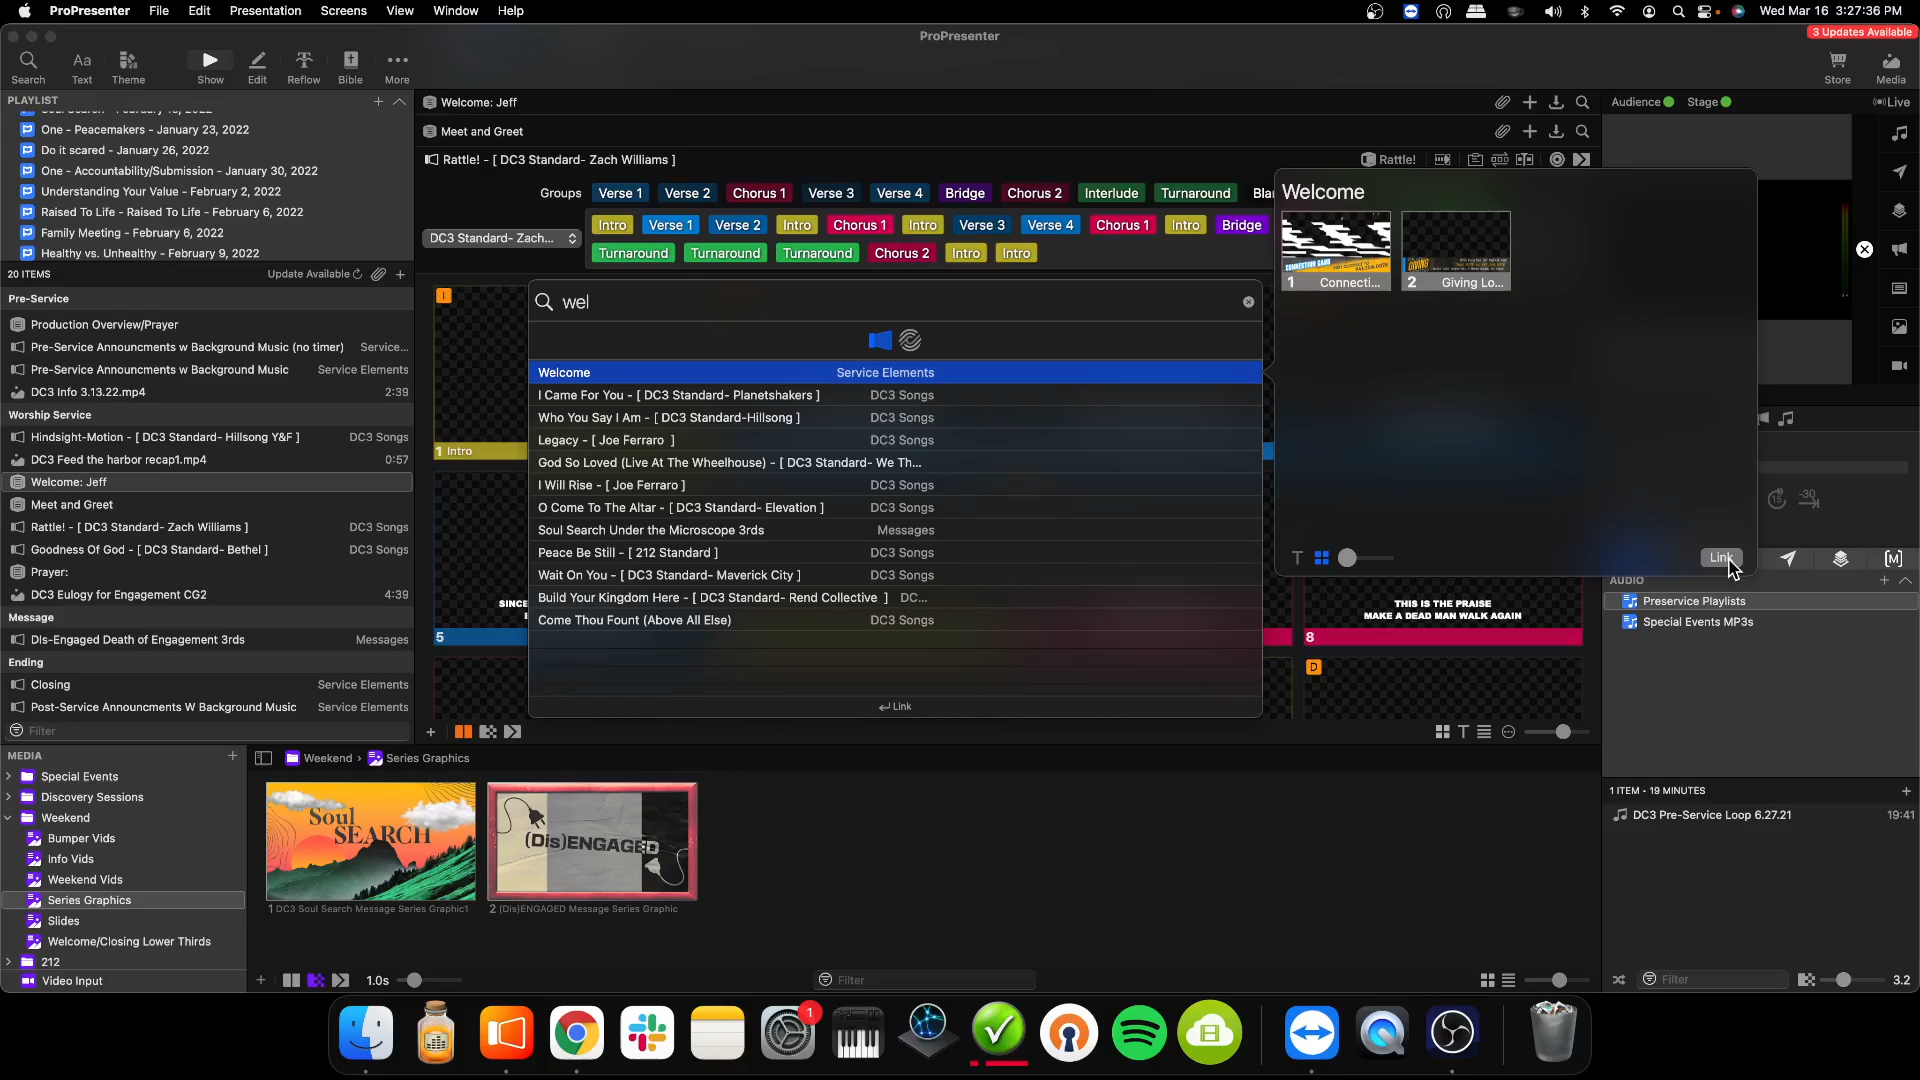 ProPresenter File Edit Presentation Screens View Window Help Wed Mar 16 3:27:36 PM
ProPresenter
3 Updates Available
Search Text Theme Show Edit Reflow Bible More Store Media
PLAYLIST
One - Peacemakers - January 23, 2022
Do it scared - January 26, 2022
One - Accountability/Submission - January 30, 2022
Understanding Your Value - February 2, 2022
Raised To Life - Raised To Life - February 6, 2022
Family Meeting - February 6, 2022
Healthy vs. Unhealthy - February 9, 2022
20 ITEMS Update Available
Pre-Service
Production Overview/Prayer
Pre-Service Announcments w Background Music (no timer) Service...
Pre-Service Announcments w Background Music Service Elements
DC3 Info 3.13.22.mp4 2:39
Worship Service
Hindsight-Motion - [ DC3 Standard- Hillsong Y&F ] DC3 Songs
DC3 Feed the harbor recap1.mp4 0:57
Welcome: Jeff
Meet and Greet
Rattle! - [ DC3 Standard- Zach Williams ] DC3 Songs
Goodness Of God - [ DC3 Standard- Bethel ] DC3 Songs
Prayer:
DC3 Eulogy for Engagement CG2 4:39
Message
DIs-Engaged Death of Engagement 3rds Messages
Ending
Closing Service Elements
Post-Service Announcments W Background Music Service Elements
Filter
Welcome: Jeff
Meet and Greet
Rattle! - [ DC3 Standard- Zach Williams ] Rattle!
Groups Verse 1 Verse 2 Chorus 1 Verse 3 Verse 4 Bridge Chorus 2 Interlude Turnaround Bla
DC3 Standard- Zach...
Intro Verse 1 Verse 2 Intro Chorus 1 Intro Verse 3 Verse 4 Chorus 1 Intro Bridge
Turnaround Turnaround Turnaround Chorus 2 Intro Intro
I
1 Intro
SINCE
5
THIS IS THE PRAISE
MAKE A DEAD MAN WALK AGAIN
8
D
wel
Welcome Service Elements
I Came For You - [ DC3 Standard- Planetshakers ] DC3 Songs
Who You Say I Am - [ DC3 Standard-Hillsong ] DC3 Songs
Legacy - [ Joe Ferraro ] DC3 Songs
God So Loved (Live At The Wheelhouse) - [ DC3 Standard- We Th...
I Will Rise - [ Joe Ferraro ] DC3 Songs
O Come To The Altar - [ DC3 Standard- Elevation ] DC3 Songs
Soul Search Under the Microscope 3rds Messages
Peace Be Still - [ 212 Standard ] DC3 Songs
Wait On You - [ DC3 Standard- Maverick City ] DC3 Songs
Build Your Kingdom Here - [ DC3 Standard- Rend Collective ] DC...
Come Thou Fount (Above All Else) DC3 Songs
Link
Welcome
CONNECTION CARD
GIVING
1 Connecti... 2 Giving Lo...
T Link
Audience Stage Live
15 -30
[M]
AUDIO
Preservice Playlists
Special Events MP3s
1 ITEM • 19 MINUTES
DC3 Pre-Service Loop 6.27.21 19:41
Filter 3.2
MEDIA
Special Events
Discovery Sessions
Weekend
Bumper Vids
Info Vids
Weekend Vids
Series Graphics
Slides
Welcome/Closing Lower Thirds
212
Video Input
Weekend › Series Graphics
Soul
SEARCH
1 DC3 Soul Search Message Series Graphic1
(Dis)ENGAGED
2 (Dis)ENGAGED Message Series Graphic
1.0s Filter
1